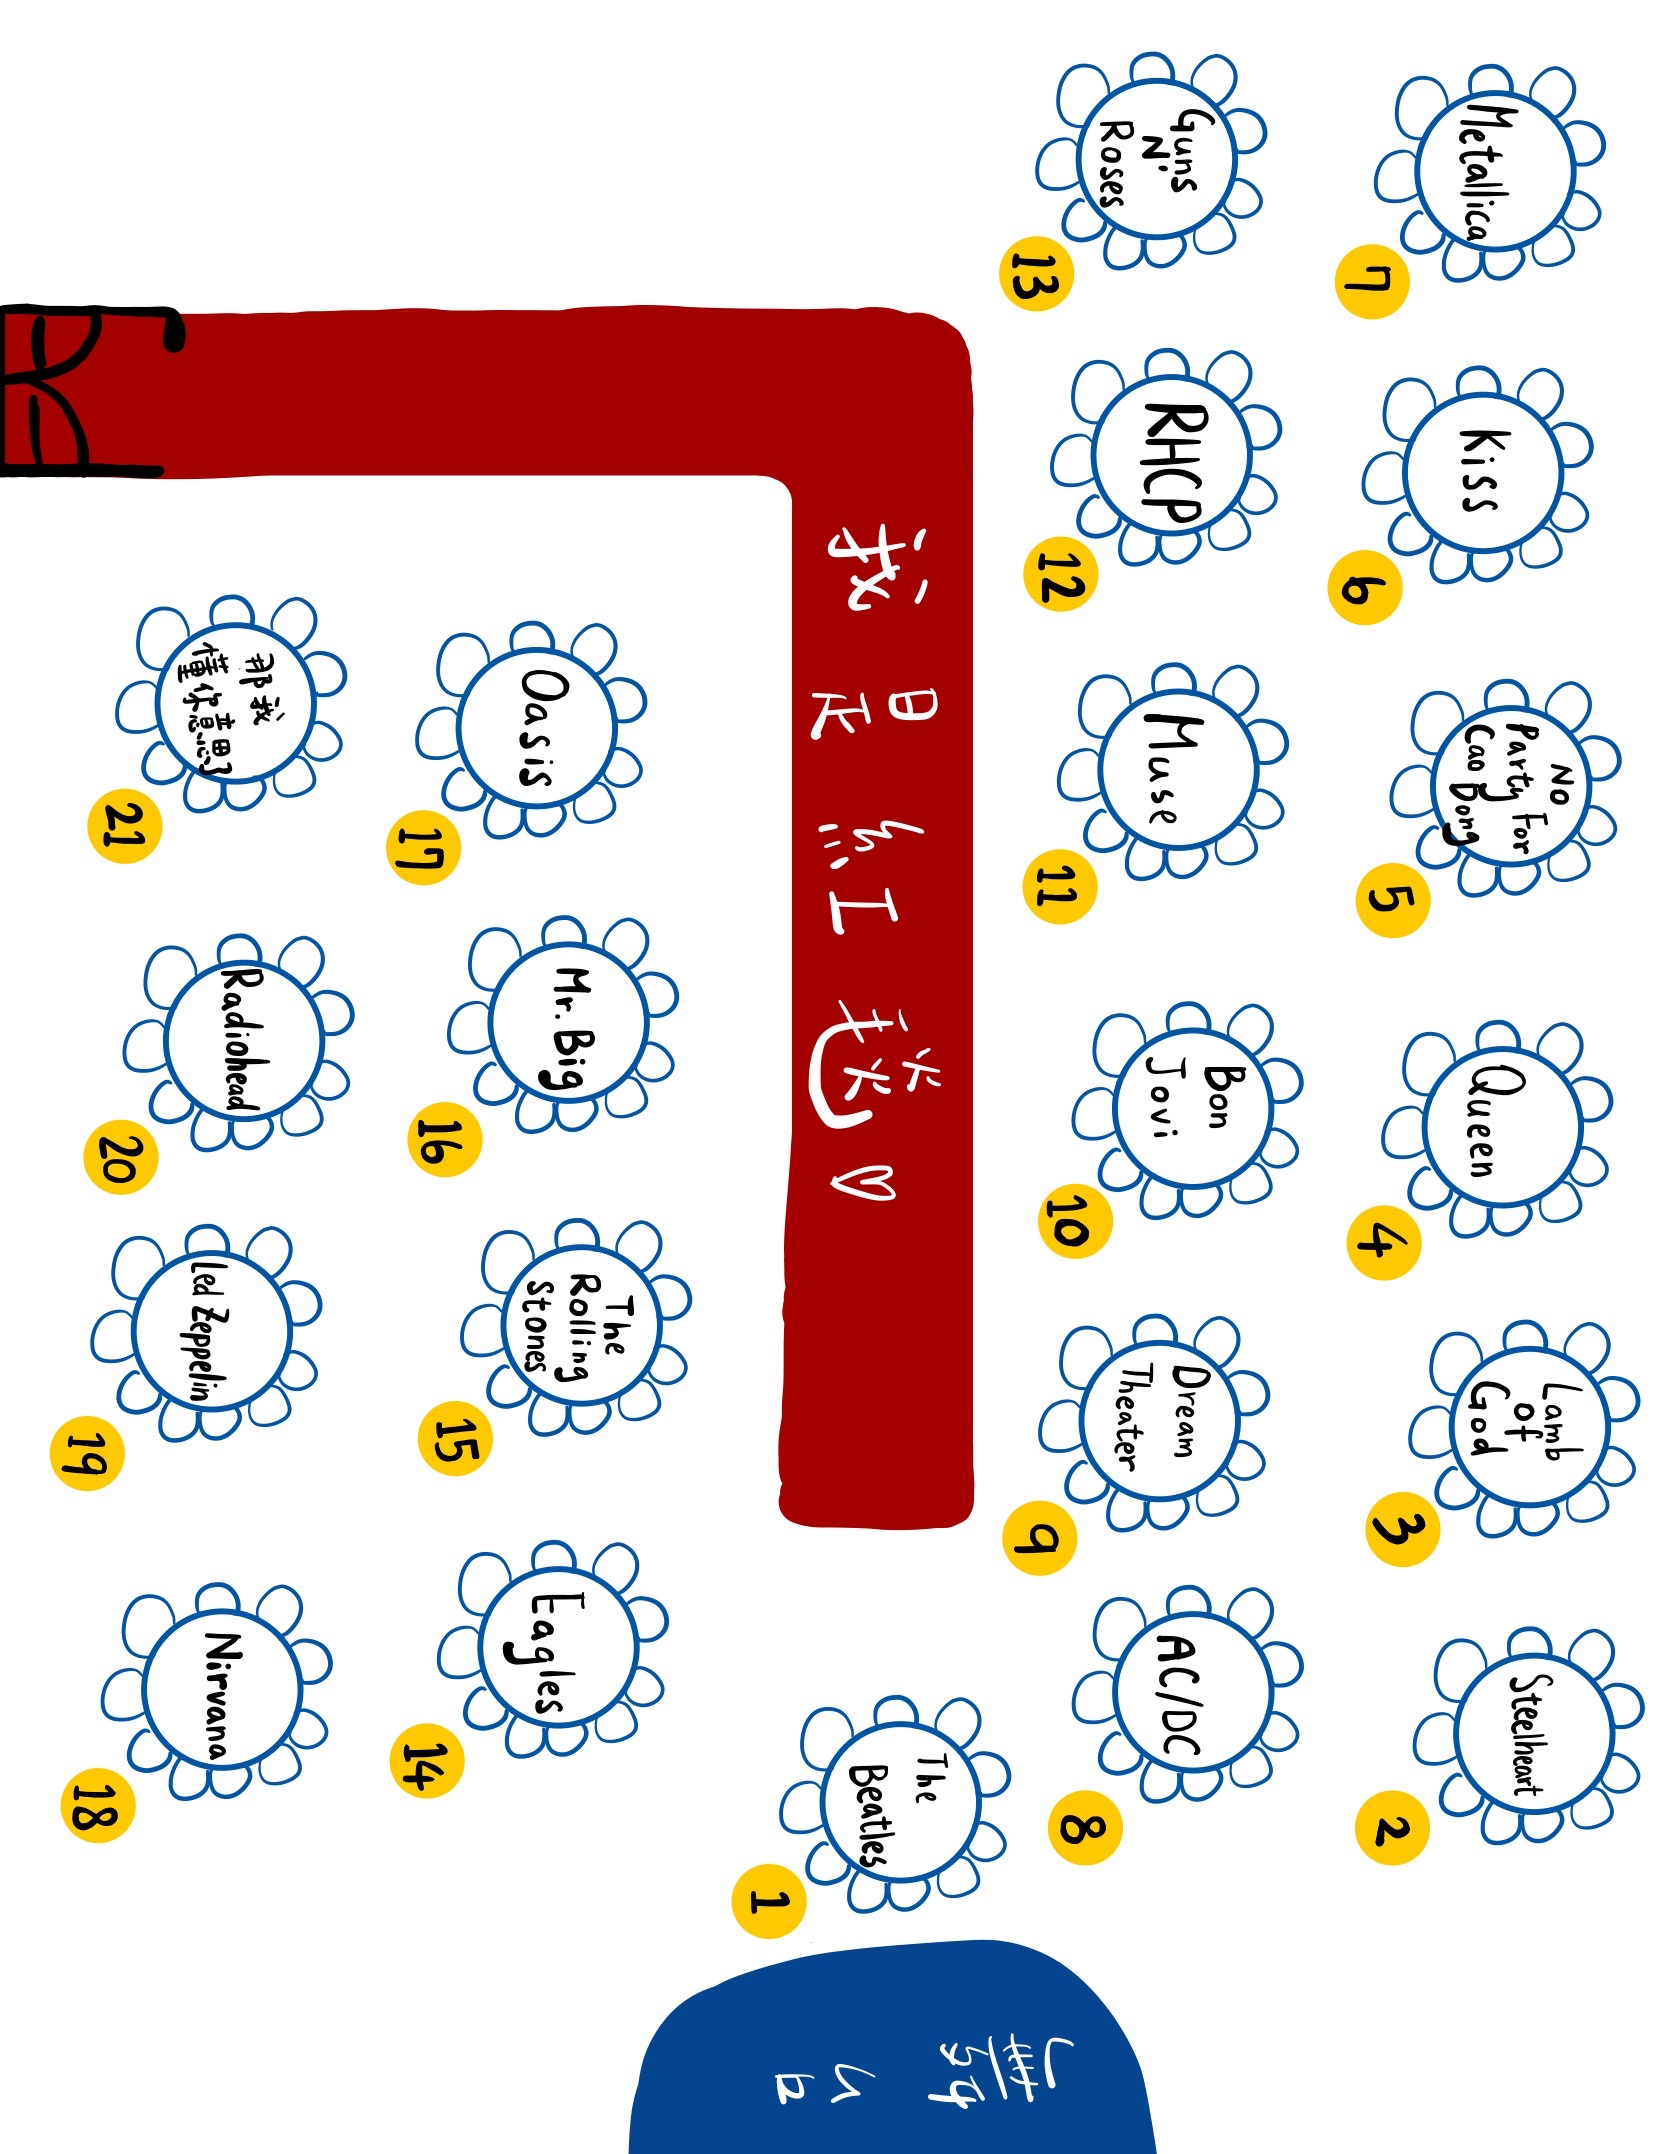 Metallica
7
Kiss
6
No
Party For
Cao Dong
5
Queen
4
Lamb
of
God
3
Steelheart
2
Guns
N'
Roses
13
RHCP
12
Muse
11
Bon
Jovi
10
Dream
Theater
9
AC/DC
8
我是紅毯♡
The
Beatles
1
舞台
Oasis
17
Mr. Big
16
The
Rolling
Stones
15
Eagles
14
那我
懂你意思了
21
Radiohead
20
Led Zeppelin
19
Nirvana
18